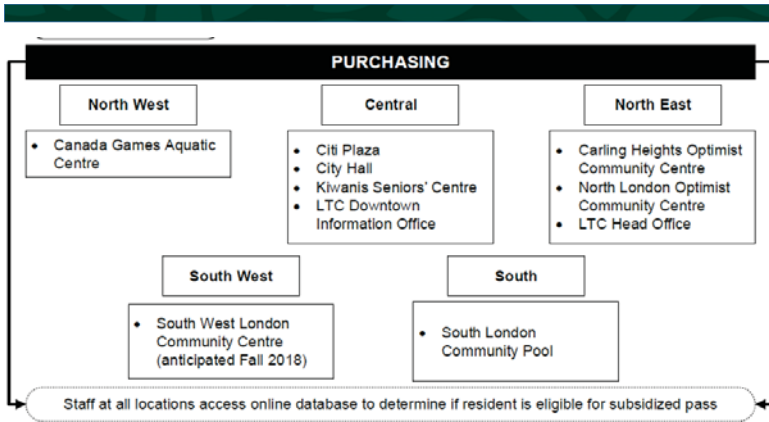 PURCHASING
North West
• Canada Games Aquatic
Centre
Central
• Citi Plaza
• City Hall
• Kiwanis Seniors' Centre
• LTC Downtown
Information Office
North East
• Carling Heights Optimist
Community Centre
• North London Optimist
Community Centre
• LTC Head Office
South West
• South West London
Community Centre
(anticipated Fall 2018)
South
• South London
Community Pool
Staff at all locations access online database to determine if resident is eligible for subsidized pass